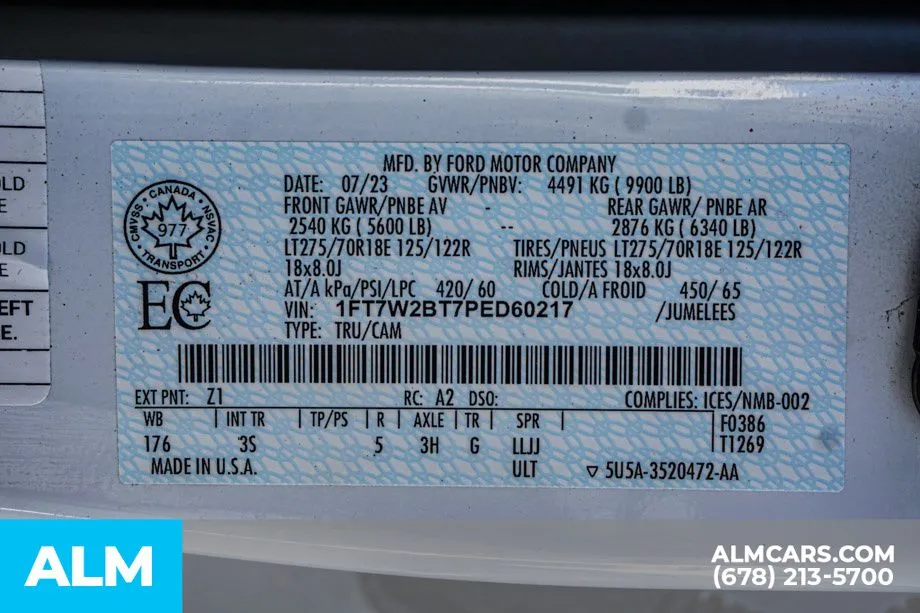 OLD
E
OLD
E
EFT
E.
MFD. BY FORD MOTOR COMPANY
DATE: 07/23 GVWR/PNBV: 4491 KG ( 9900 LB)
FRONT GAWR/PNBE AV - REAR GAWR/ PNBE AR
2540 KG ( 5600 LB) -- 2876 KG ( 6340 LB)
LT275/70R18E 125/122R TIRES/PNEUS LT275/70R18E 125/122R
18x8.0J RIMS/JANTES 18x8.0J
AT/A kPa/PSI/LPC 420/ 60 COLD/A FROID 450/ 65
VIN: 1FT7W2BT7PED60217 /JUMELEES
TYPE: TRU/CAM
CANADA
CMVSS • NSVAC
977
TRANSPORT
EC
EXT PNT: Z1 RC: A2 DSO: COMPLIES: ICES/NMB-002
WB | INT TR | TP/PS | R | AXLE | TR | SPR | F0386
176 3S 5 3H G LLJJ T1269
MADE IN U.S.A. ULT ▽ 5U5A-3520472-AA
ALM
ALMCARS.COM
(678) 213-5700